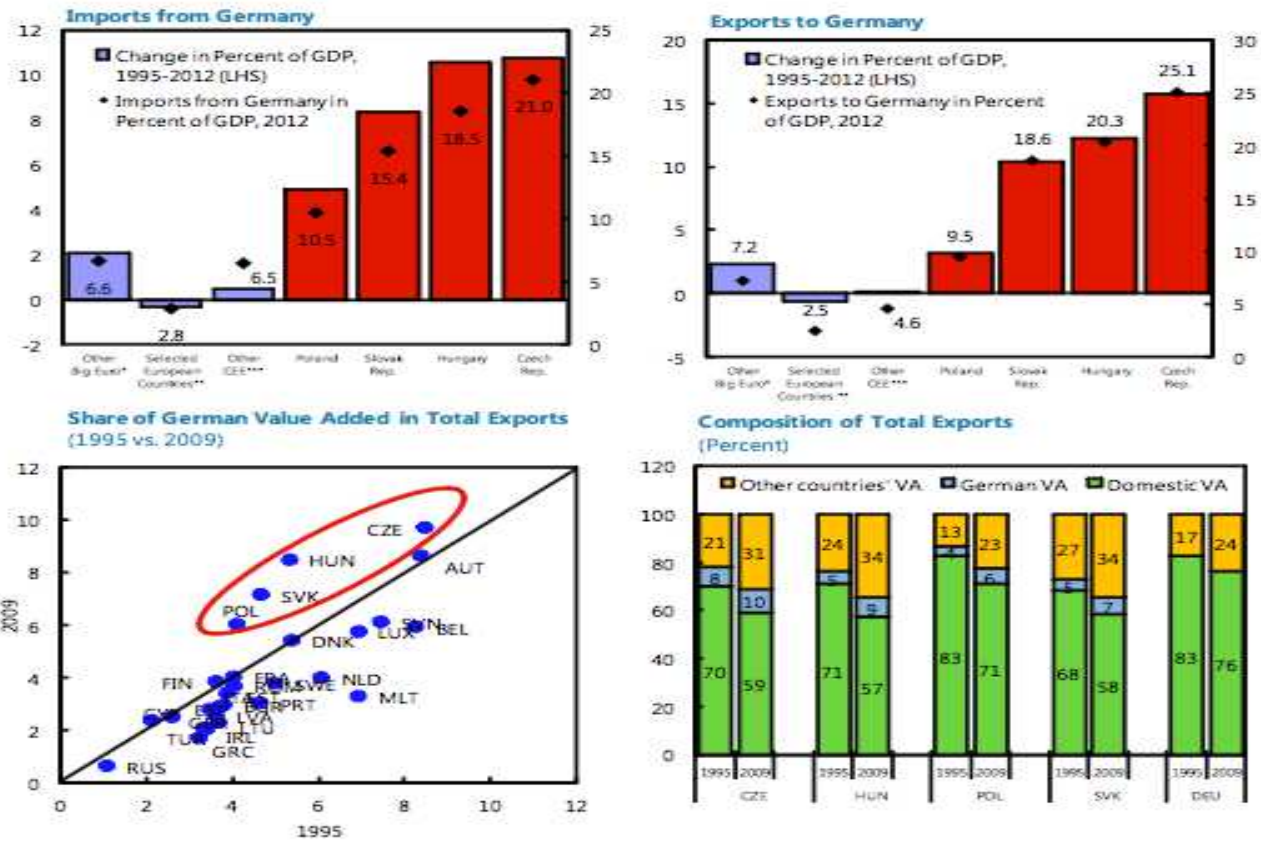 Imports from Germany
12
10
8
6
4
2
0
-2
25
20
15
10
5
0
Change in Percent of GDP,
1995-2012 (LHS)
Imports from Germany in
Percent of GDP, 2012
6.6
2.8
6.5
10.5
15.4
18.5
21.0
Other
Big Euro*
Selected
European
Countries**
Other
CEE***
Poland
Slovak
Rep.
Hungary
Czech
Rep.
Exports to Germany
20
15
10
5
0
-5
30
25
20
15
10
5
0
Change in Percent of GDP,
1995-2012 (LHS)
Exports to Germany in Percent
of GDP, 2012
7.2
2.5
4.6
9.5
18.6
20.3
25.1
Other
Big Euro*
Selected
European
Countries **
Other
CEE***
Poland
Slovak
Rep.
Hungary
Czech
Rep.
Share of German Value Added in Total Exports
(1995 vs. 2009)
12
10
8
6
4
2
0
2009
CZE
HUN
AUT
SVK
POL
SVN
LUX
BEL
DNK
FIN
FRA
SWE
NLD
MLT
PRT
LVA
LTU
TUR
IRL
GRC
RUS
0 2 4 6 8 10 12
1995
Composition of Total Exports
(Percent)
120
100
80
60
40
20
0
Other countries' VA German VA Domestic VA
21 31 24 34 13 23 27 34 17 24
8 10 5 9 4 6 5 7
70 59 71 57 83 71 68 58 83 76
1995 2009 1995 2009 1995 2009 1995 2009 1995 2009
CZE HUN POL SVK DEU